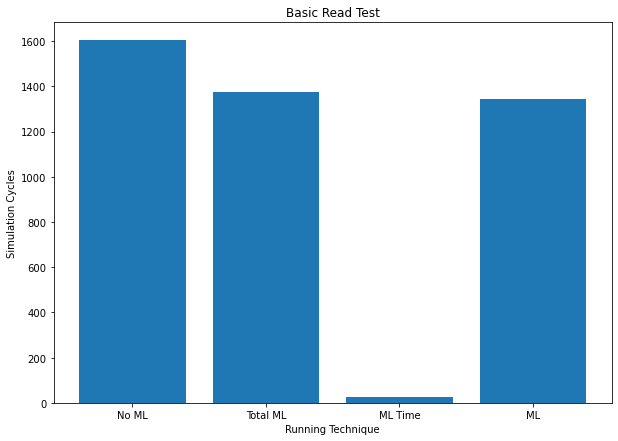 Basic Read Test
1600
1400
1200
1000
800
600
400
200
0
Simulation Cycles
No ML
Total ML
ML Time
ML
Running Technique